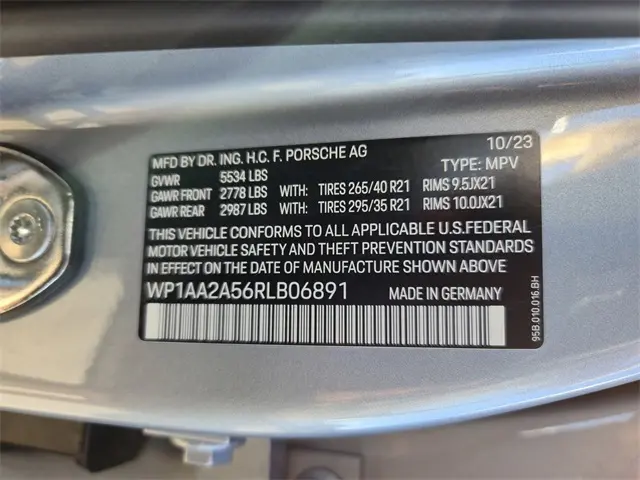 MFD BY DR. ING. H.C. F. PORSCHE AG 10/23
GVWR 5534 LBS TYPE: MPV
GAWR FRONT 2778 LBS WITH: TIRES 265/40 R21 RIMS 9.5JX21
GAWR REAR 2987 LBS WITH: TIRES 295/35 R21 RIMS 10.0JX21
THIS VEHICLE CONFORMS TO ALL APPLICABLE U.S.FEDERAL
MOTOR VEHICLE SAFETY AND THEFT PREVENTION STANDARDS
IN EFFECT ON THE DATE OF MANUFACTURE SHOWN ABOVE
WP1AA2A56RLB06891 MADE IN GERMANY
95B.010.016.BH